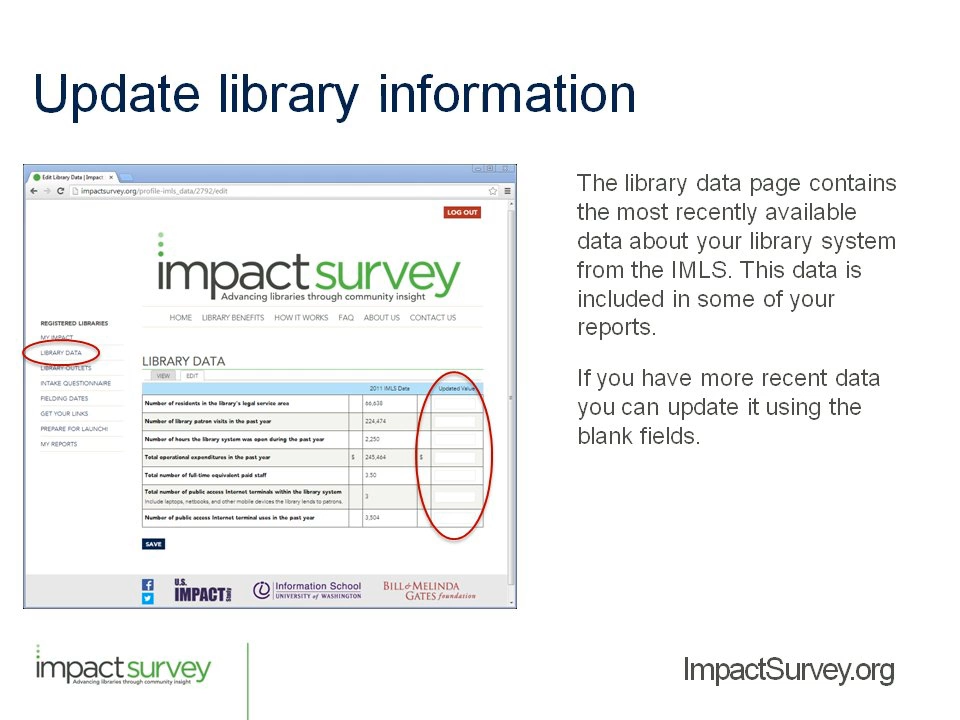 Update library information
Edit Library Data | Impact
impactsurvey.org/profile-imls_data/2792/edit
LOG OUT
impact survey
Advancing libraries through community insight
HOME LIBRARY BENEFITS HOW IT WORKS FAQ ABOUT US CONTACT US
REGISTERED LIBRARIES
MY IMPACT
LIBRARY DATA
LIBRARY OUTLETS
INTAKE QUESTIONNAIRE
FIELDING DATES
GET YOUR LINKS
PREPARE FOR LAUNCH!
MY REPORTS
LIBRARY DATA
VIEW EDIT
2011 IMLS Data Updated Value
Number of residents in the library's legal service area 66,638
Number of library patron visits in the past year 224,474
Number of hours the library system was open during the past year 2,250
Total operational expenditures in the past year $ 245,464 $
Total number of full-time equivalent paid staff 3.50
Total number of public access Internet terminals within the library system 3
Include laptops, netbooks, and other mobile devices the library lends to patrons.
Number of public access Internet terminal uses in the past year 3,504
SAVE
U.S.
IMPACT Study
Information School
UNIVERSITY of WASHINGTON
BILL & MELINDA
GATES foundation
The library data page contains
the most recently available
data about your library system
from the IMLS. This data is
included in some of your
reports.
If you have more recent data
you can update it using the
blank fields.
impact survey
Advancing libraries through community insight
ImpactSurvey.org